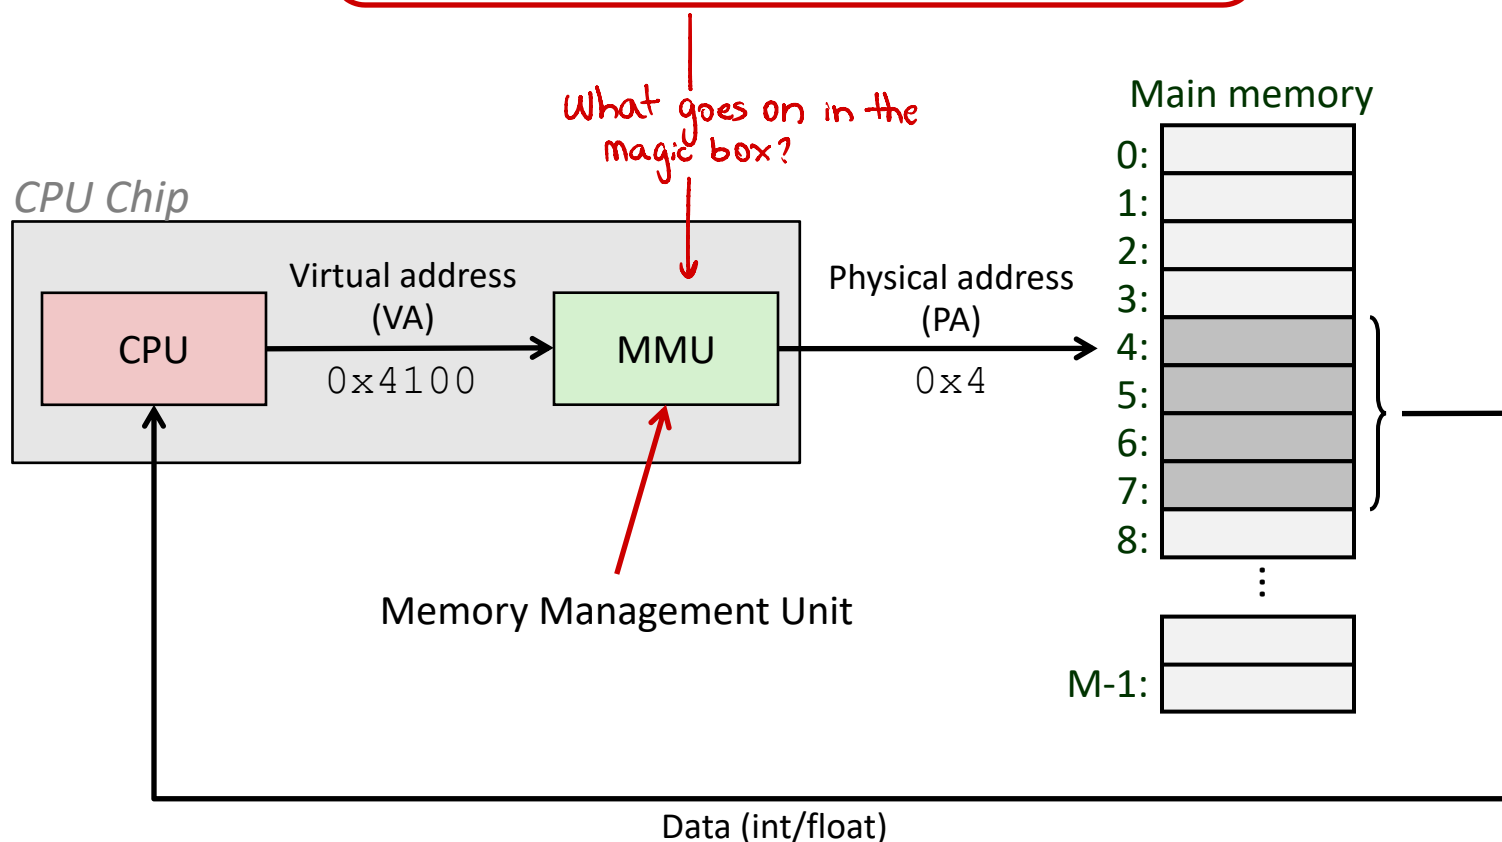 What goes on in the
magic box?
Main memory
0:
1:
CPU Chip
2:
Virtual address
(VA)
Physical address
(PA)
3:
CPU
MMU
4:
0x4100
0x4
5:
6:
7:
8:
⋮
Memory Management Unit
M-1:
Data (int/float)